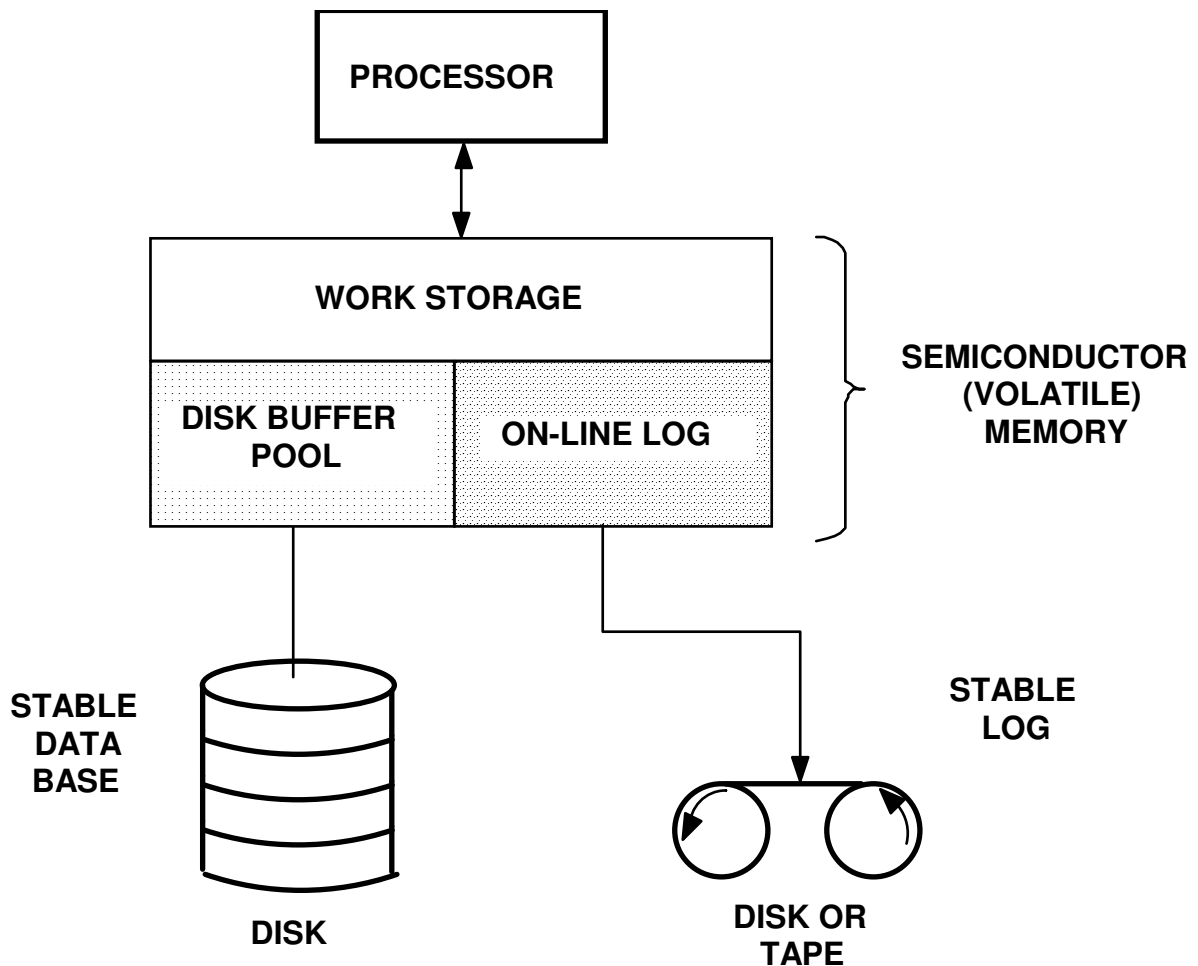 PROCESSOR
WORK STORAGE
DISK BUFFER
POOL
ON-LINE LOG
SEMICONDUCTOR
(VOLATILE)
MEMORY
STABLE
DATA
BASE
STABLE
LOG
DISK
DISK OR
TAPE